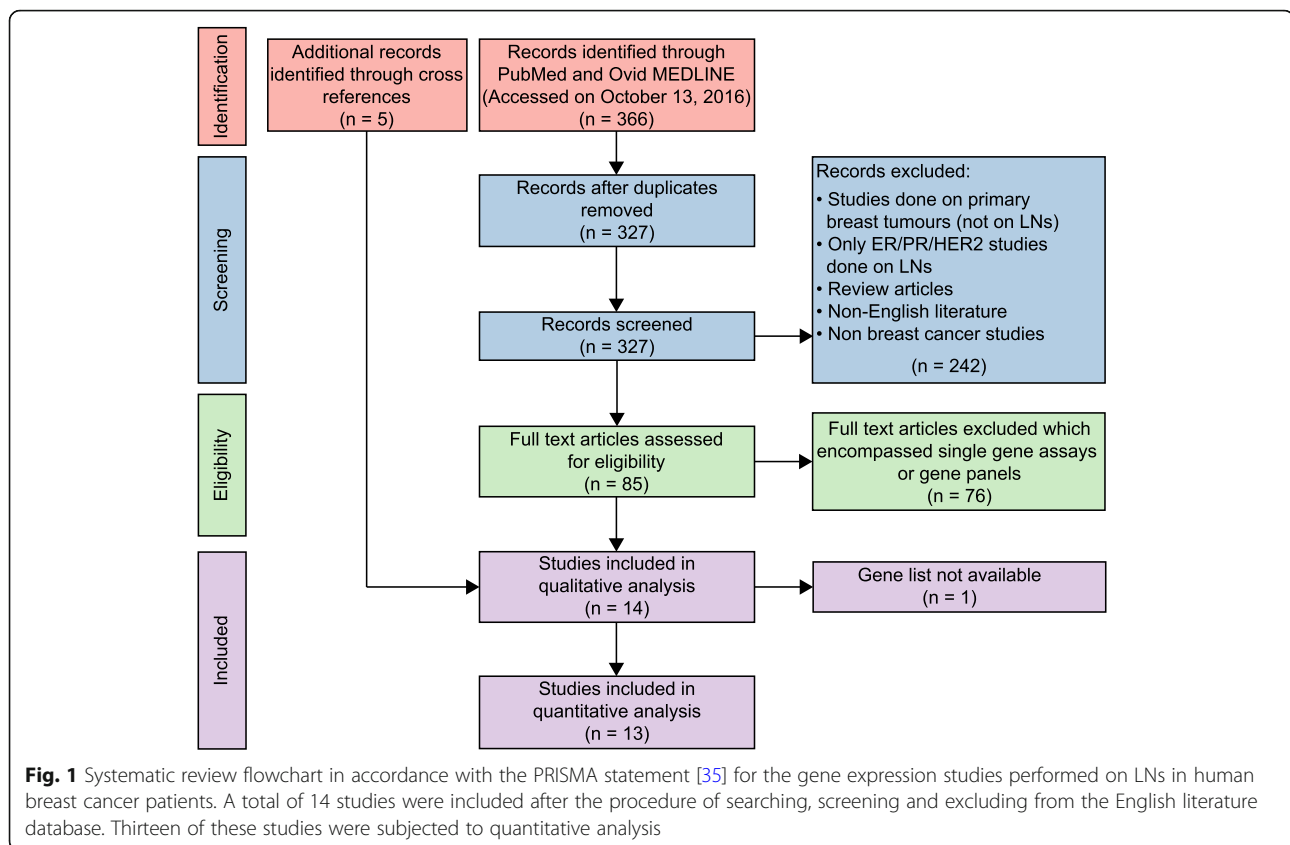 Identification
Additional records
identified through cross
references
(n = 5)
Records identified through
PubMed and Ovid MEDLINE
(Accessed on October 13, 2016)
(n = 366)
Screening
Records after duplicates
removed
(n = 327)
Records screened
(n = 327)
Records excluded:
• Studies done on primary
breast tumours (not on LNs)
• Only ER/PR/HER2 studies
done on LNs
• Review articles
• Non-English literature
• Non breast cancer studies
(n = 242)
Eligibility
Full text articles assessed
for eligibility
(n = 85)
Full text articles excluded which
encompassed single gene assays
or gene panels
(n = 76)
Included
Studies included in
qualitative analysis
(n = 14)
Gene list not available
(n = 1)
Studies included in
quantitative analysis
(n = 13)
Fig. 1 Systematic review flowchart in accordance with the PRISMA statement [35] for the gene expression studies performed on LNs in human
breast cancer patients. A total of 14 studies were included after the procedure of searching, screening and excluding from the English literature
database. Thirteen of these studies were subjected to quantitative analysis